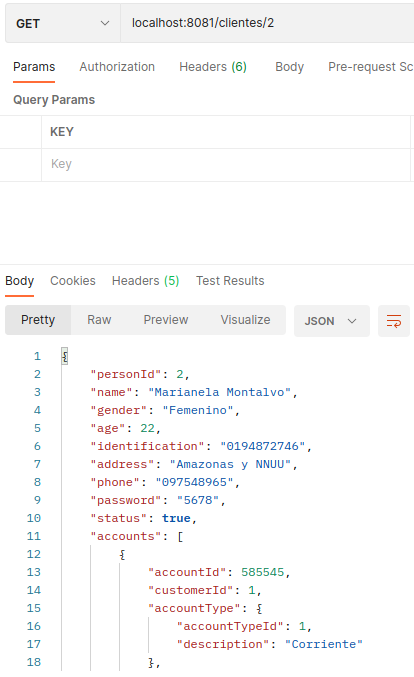 GET localhost:8081/clientes/2
Params Authorization Headers (6) Body Pre-request Sc
Query Params
KEY
Key
Body Cookies Headers (5) Test Results
Pretty Raw Preview Visualize JSON
1 {
2 "personId": 2,
3 "name": "Marianela Montalvo",
4 "gender": "Femenino",
5 "age": 22,
6 "identification": "0194872746",
7 "address": "Amazonas y NNUU",
8 "phone": "097548965",
9 "password": "5678",
10 "status": true,
11 "accounts": [
12 {
13 "accountId": 585545,
14 "customerId": 1,
15 "accountType": {
16 "accountTypeId": 1,
17 "description": "Corriente"
18 },